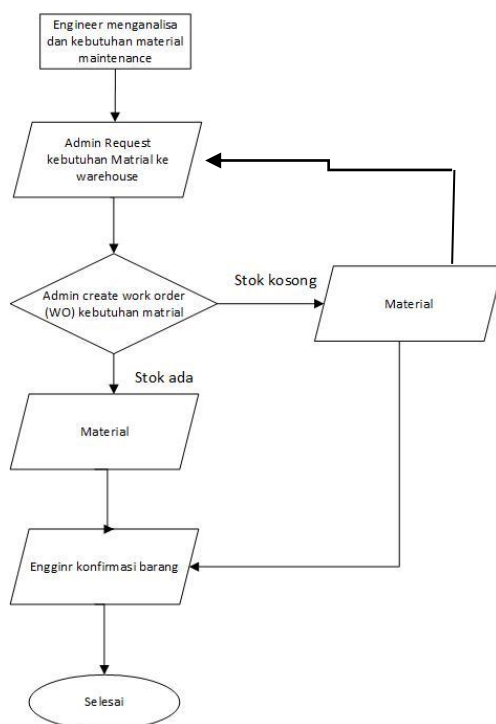 Engineer menganalisa
dan kebutuhan material
maintenance
Admin Request
kebutuhan Matrial ke
warehouse
Admin create work order
(WO) kebutuhan matrial
Stok kosong
Material
Stok ada
Material
Engginr konfirmasi barang
Selesai